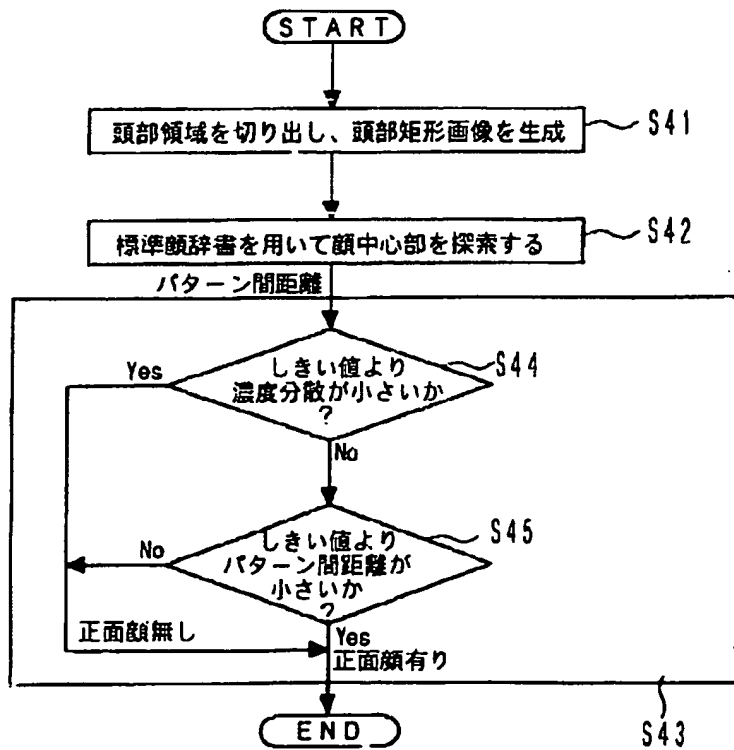 START
頭部領域を切り出し、頭部矩形画像を生成
S41
標準顔辞書を用いて顔中心部を探索する
S42
パターン間距離
しきい値より
濃度分散が小さいか
?
S44
Yes
No
しきい値より
パターン間距離が
小さいか
?
S45
No
正面顔無し
Yes
正面顔有り
END
S43